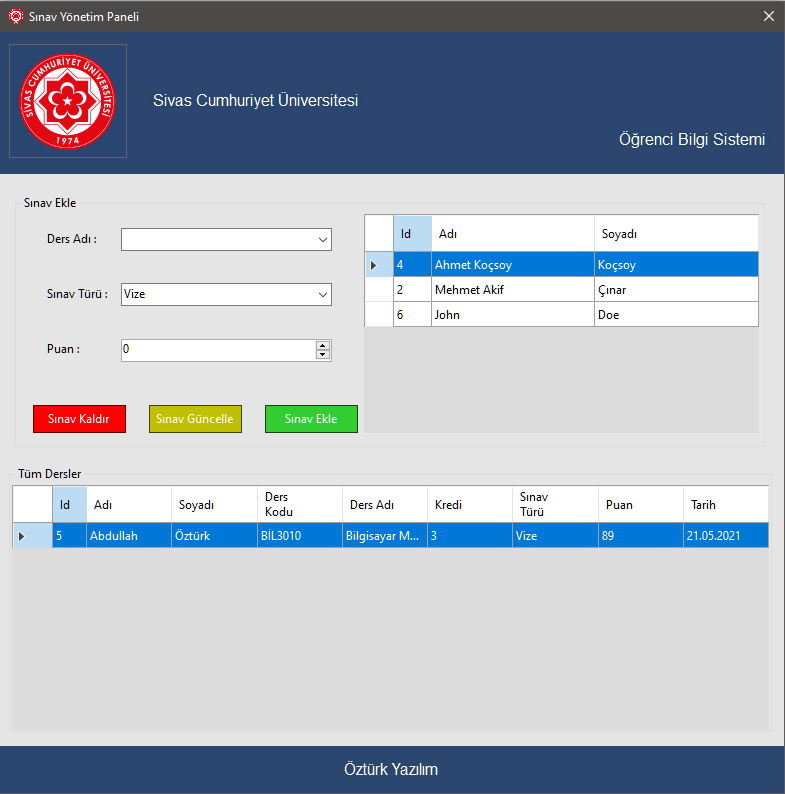 Sınav Yönetim Paneli
SİVAS CUMHURİYET ÜNİVERSİTESİ
1974
Sivas Cumhuriyet Üniversitesi
Öğrenci Bilgi Sistemi
Sınav Ekle
Ders Adı :
Sınav Türü : Vize
Puan : 0
Sınav Kaldır Sınav Güncelle Sınav Ekle
Id Adı Soyadı
4 Ahmet Koçsoy Koçsoy
2 Mehmet Akif Çınar
6 John Doe
Tüm Dersler
Id Adı Soyadı Ders Kodu Ders Adı Kredi Sınav Türü Puan Tarih
5 Abdullah Öztürk BİL3010 Bilgisayar M... 3 Vize 89 21.05.2021
Öztürk Yazılım